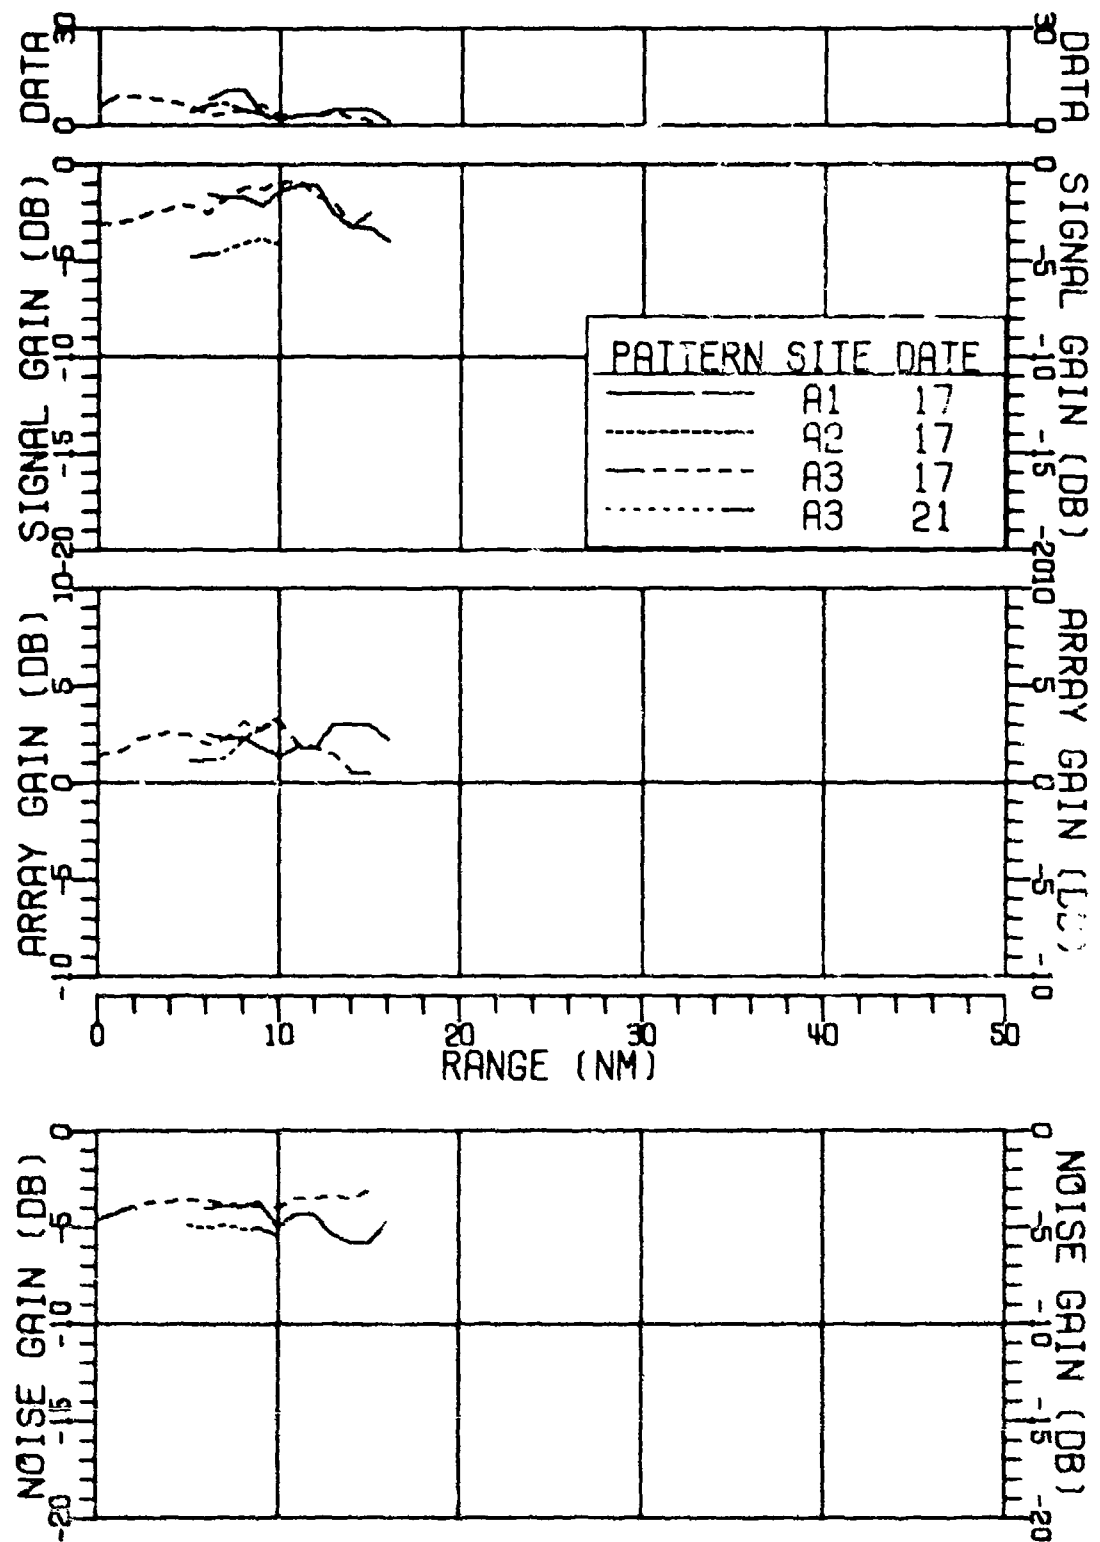 DATA
30
0
30
0
DATA
SIGNAL GAIN (DB)
0
-5
-10
-15
-20
0
-5
-10
-15
-20
SIGNAL GAIN (DB)
PATTERN SITE DATE
A1 17
A2 17
A3 17
A3 21
ARRAY GAIN (DB)
10
5
0
-5
-10
10
5
0
-5
-10
ARRAY GAIN
0 10 20 30 40 50
RANGE (NM)
NOISE GAIN (DB)
0
-5
-10
-15
-20
0
-5
-10
-15
-20
NOISE GAIN (DB)